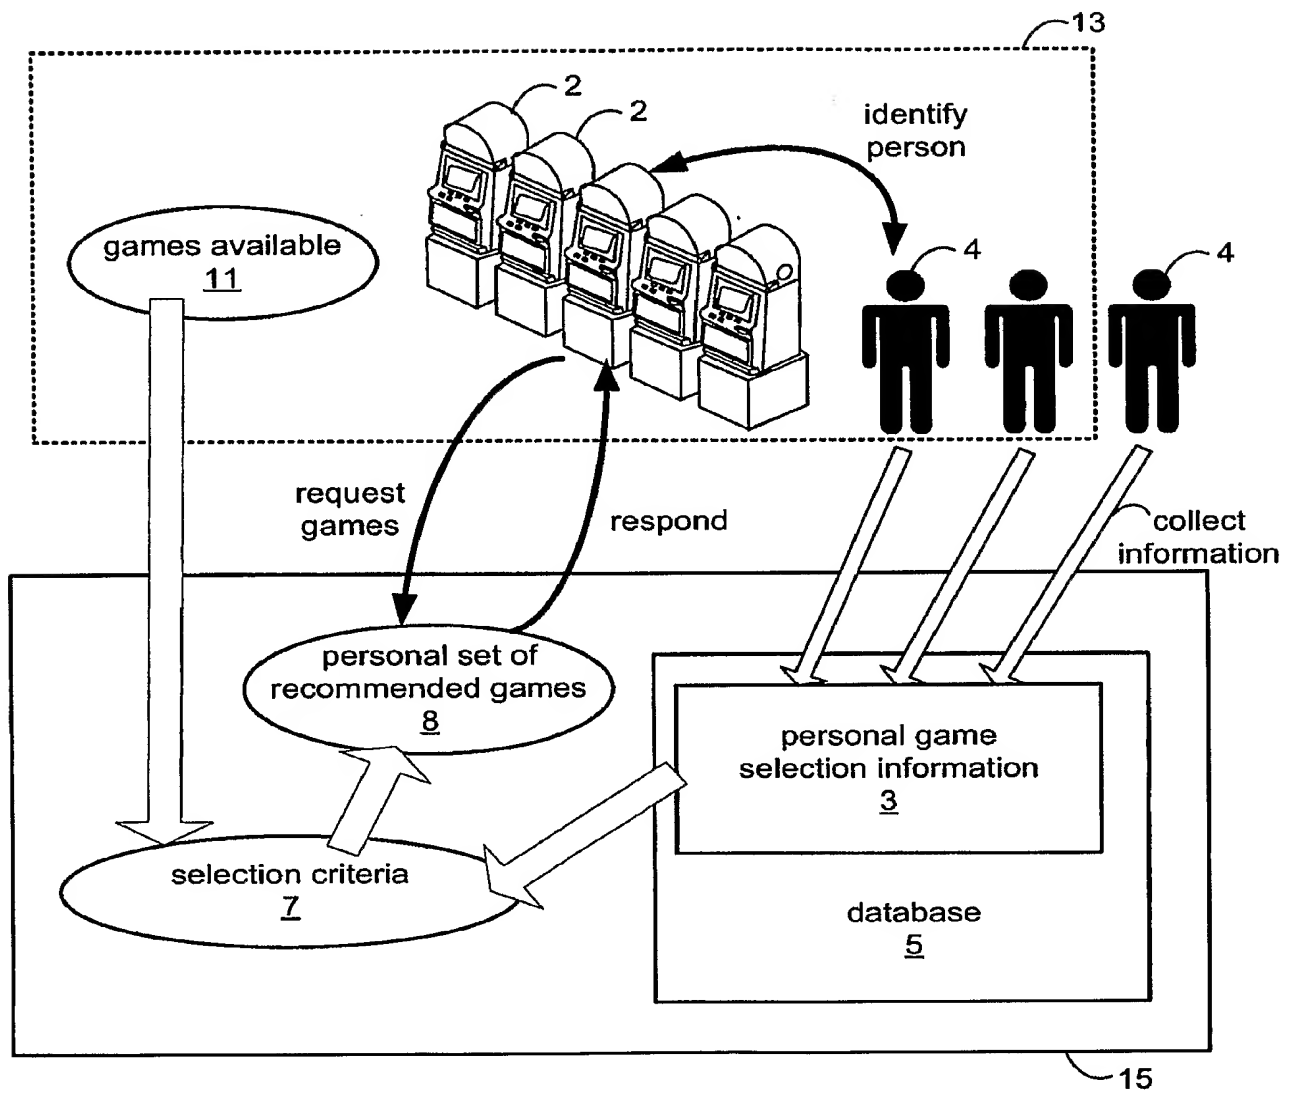 13
2
2
identify
person
games available
11
4
4
request
games
respond
collect
information
personal set of
recommended games
8
personal game
selection information
3
selection criteria
7
database
5
15